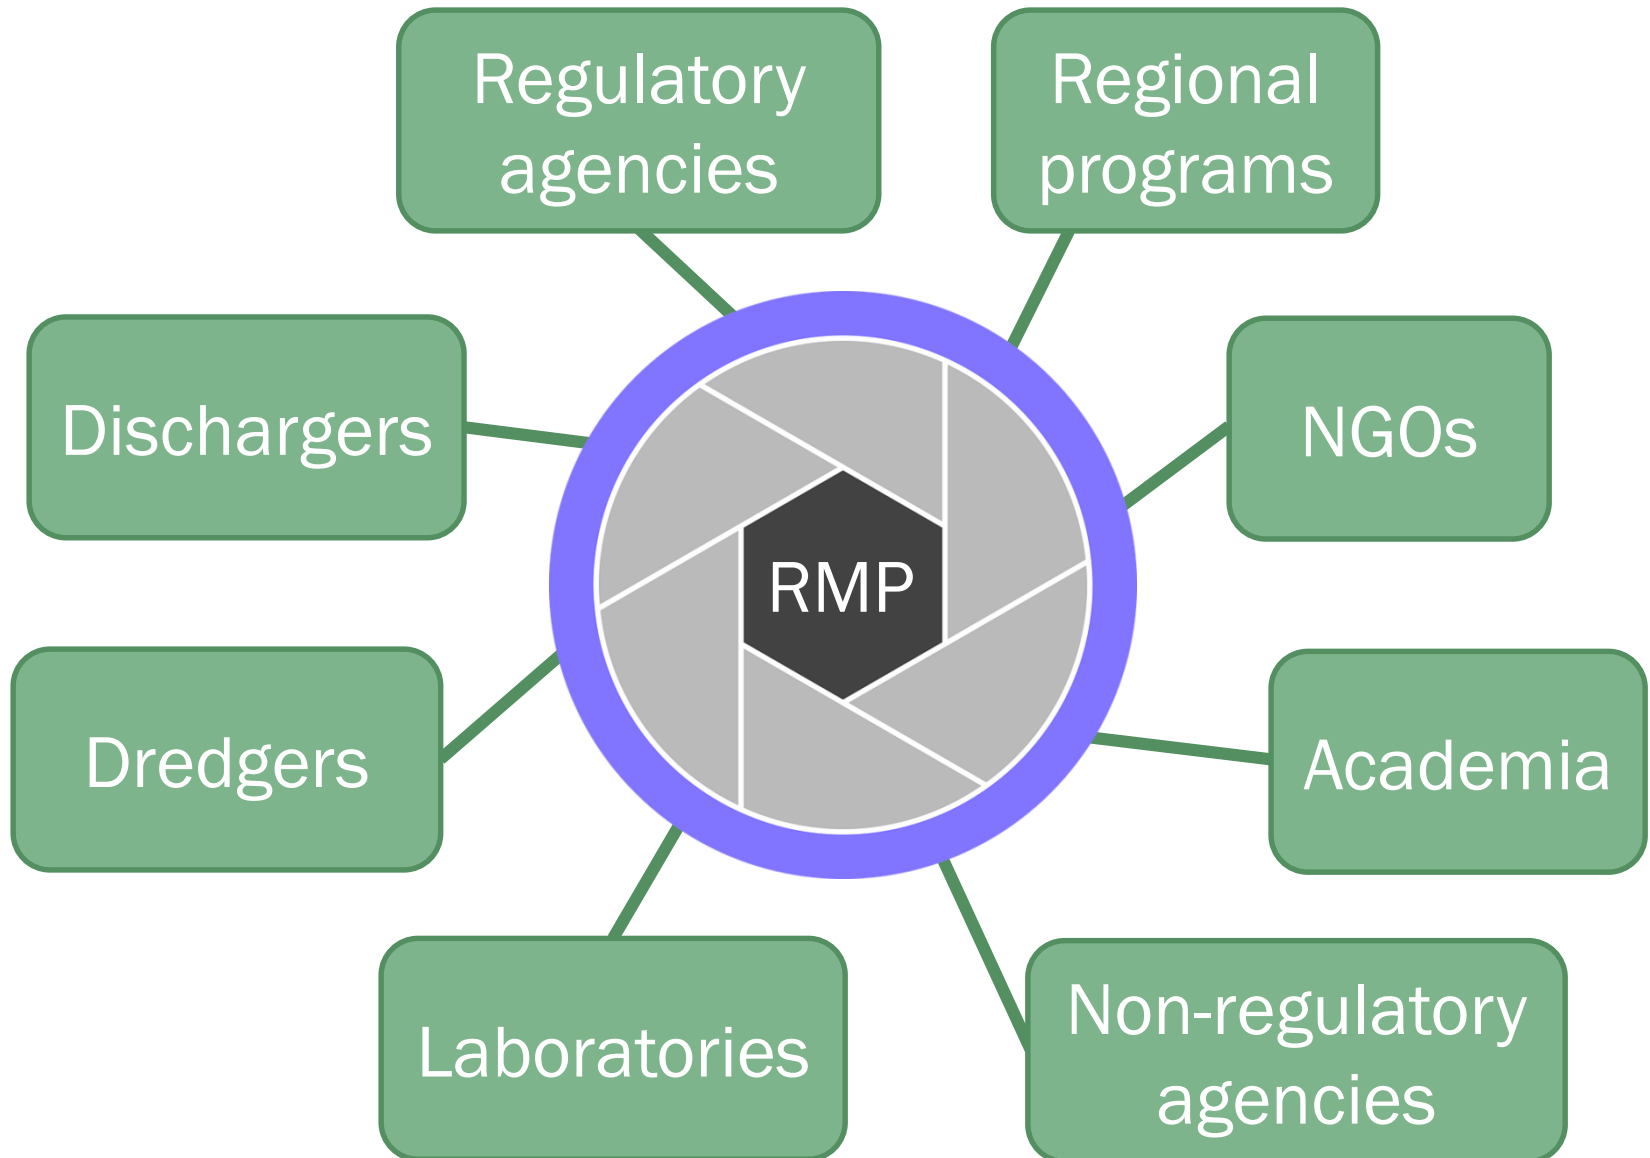 Regulatory
agencies
Regional
programs
Dischargers
NGOs
RMP
Dredgers
Academia
Laboratories
Non-regulatory
agencies